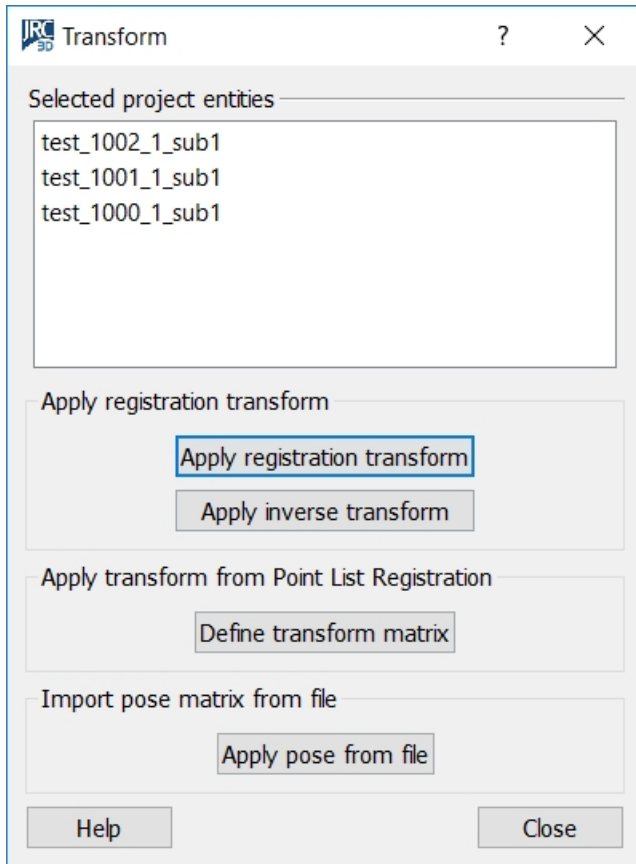 JRC 3D Transform ?
Selected project entities
test_1002_1_sub1
test_1001_1_sub1
test_1000_1_sub1
Apply registration transform
Apply registration transform
Apply inverse transform
Apply transform from Point List Registration
Define transform matrix
Import pose matrix from file
Apply pose from file
Help Close